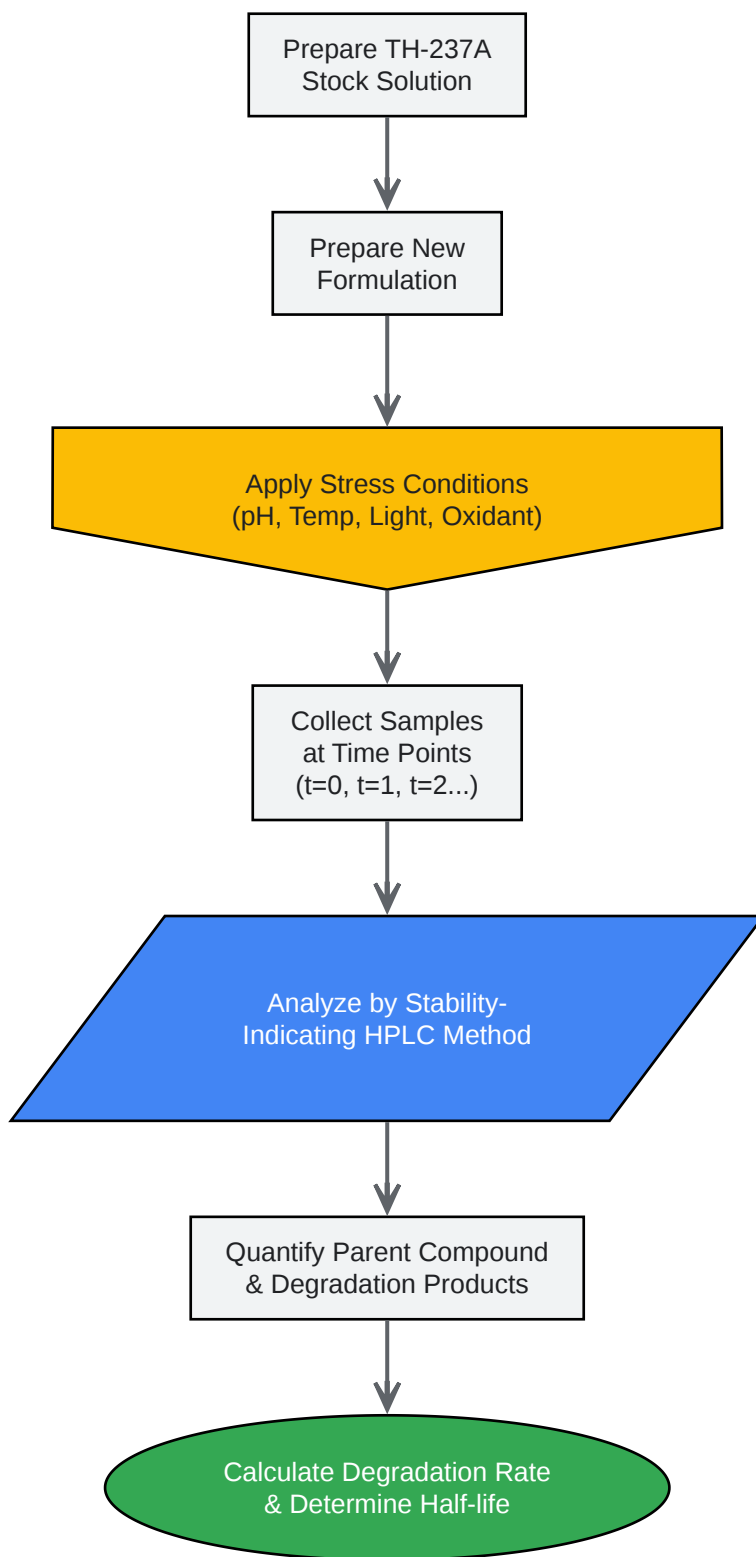 Prepare TH-237A
Stock Solution
Prepare New
Formulation
Apply Stress Conditions
(pH, Temp, Light, Oxidant)
Collect Samples
at Time Points
(t=0, t=1, t=2...)
Analyze by Stability-
Indicating HPLC Method
Quantify Parent Compound
& Degradation Products
Calculate Degradation Rate
& Determine Half-life